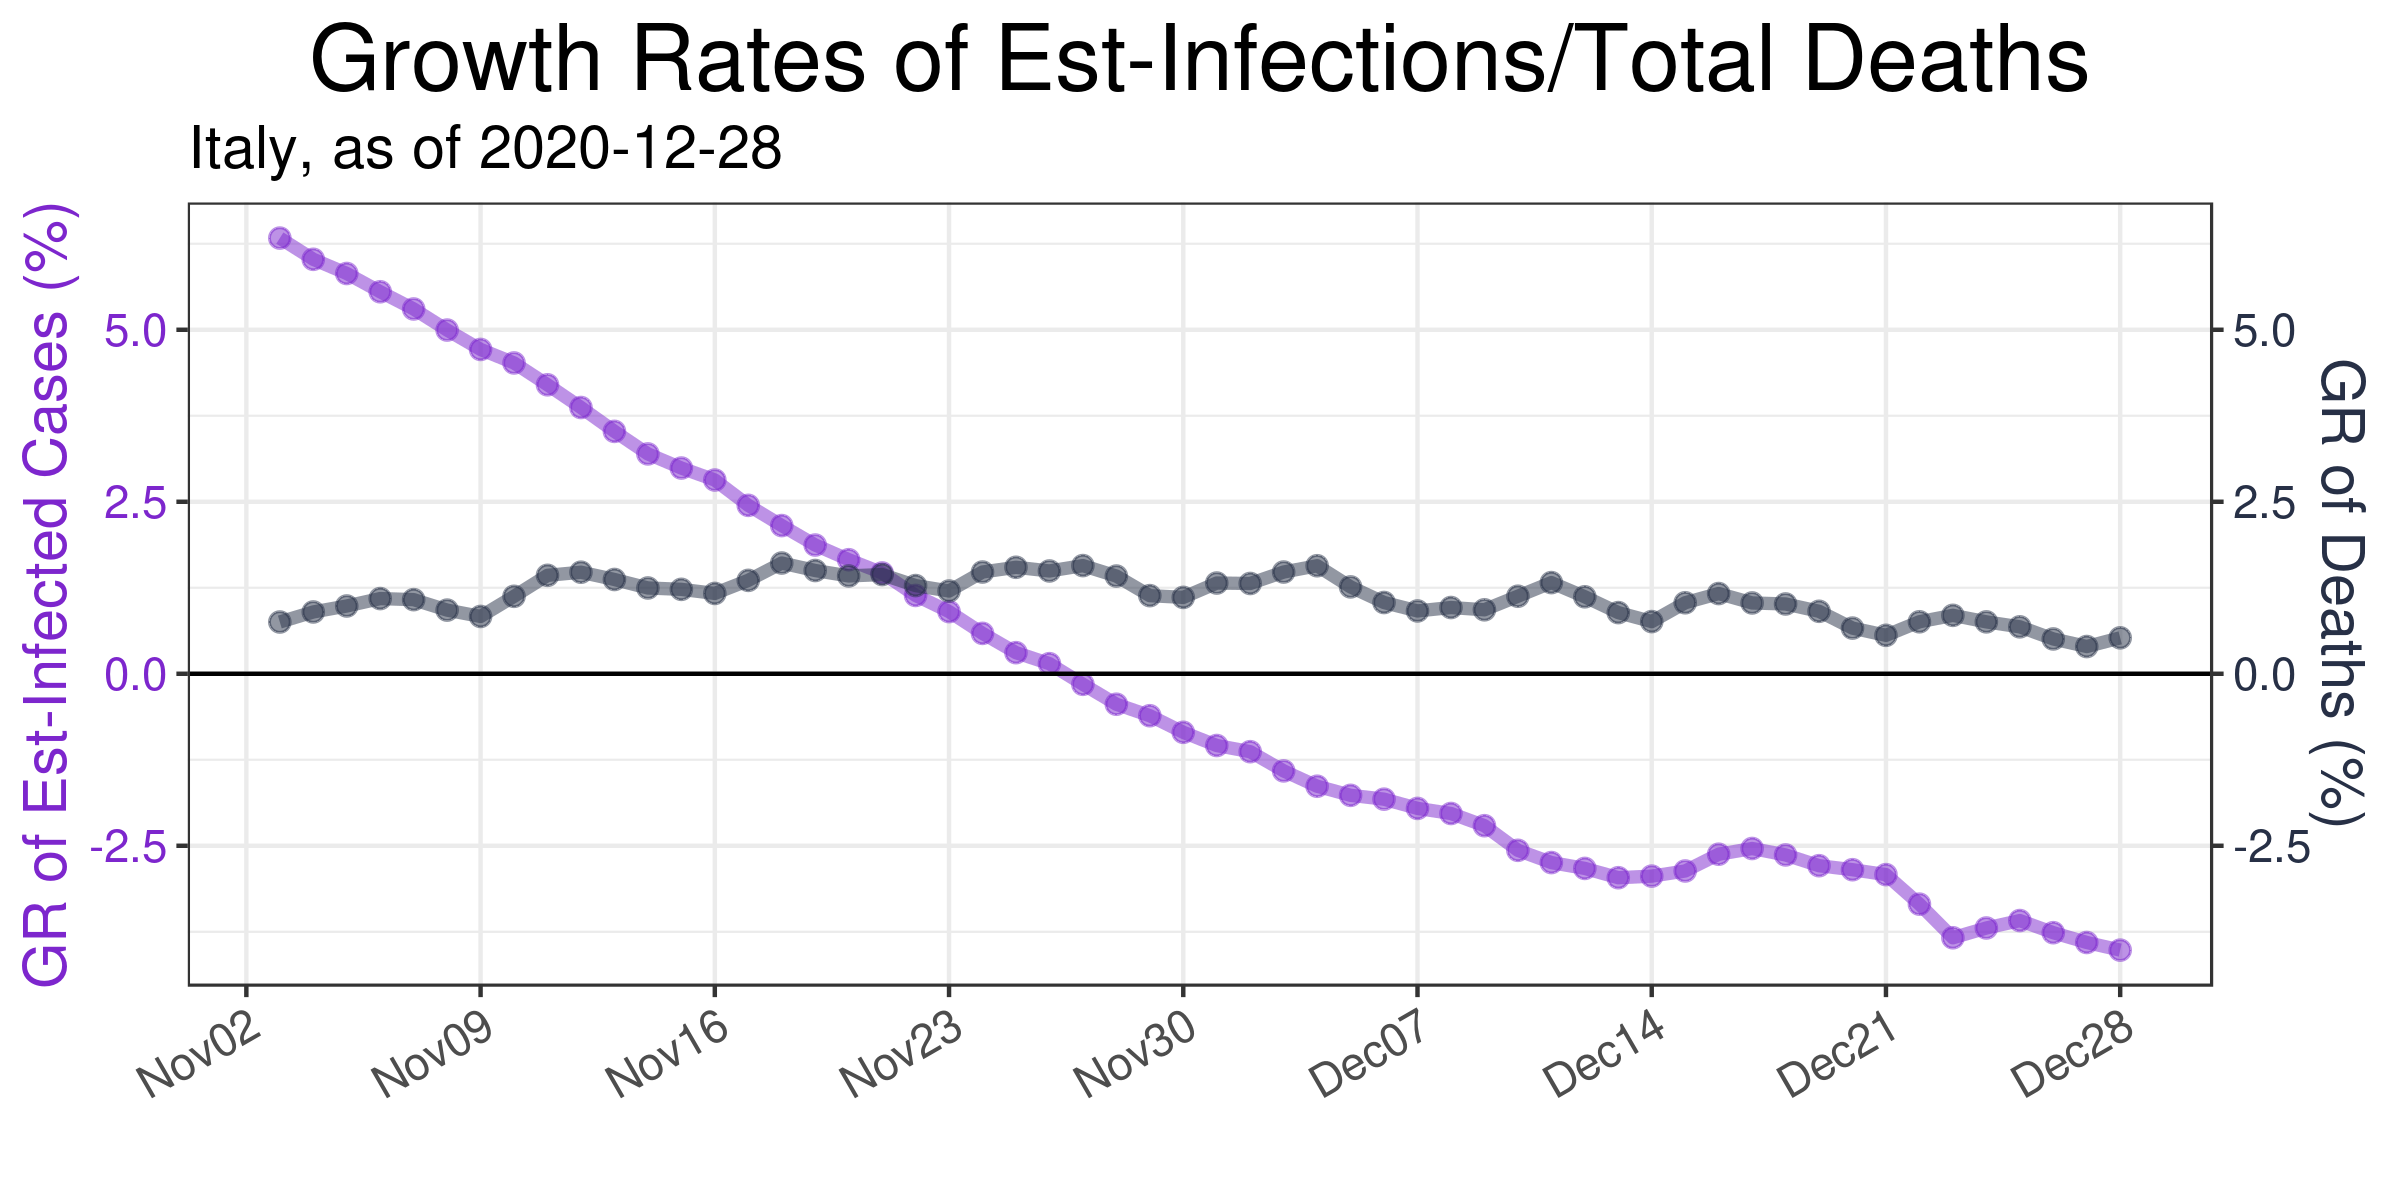 Growth Rates of Est-Infections/Total Deaths
Italy, as of 2020-12-28
GR of Est-Infected Cases (%)
5.0
2.5
0.0
-2.5
5.0
2.5
0.0
-2.5
GR of Deaths (%)
Nov02
Nov09
Nov16
Nov23
Nov30
Dec07
Dec14
Dec21
Dec28